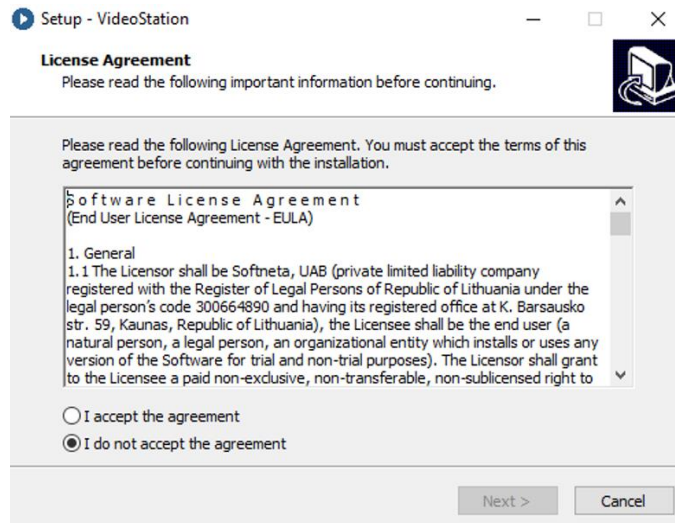 Setup - VideoStation
License Agreement
Please read the following important information before continuing.
Please read the following License Agreement. You must accept the terms of this
agreement before continuing with the installation.
Software License Agreement
(End User License Agreement - EULA)
1. General
1.1 The Licensor shall be Softneta, UAB (private limited liability company
registered with the Register of Legal Persons of Republic of Lithuania under the
legal person's code 300664890 and having its registered office at K. Barsausko
str. 59, Kaunas, Republic of Lithuania), the Licensee shall be the end user (a
natural person, a legal person, an organizational entity which installs or uses any
version of the Software for trial and non-trial purposes). The Licensor shall grant
to the Licensee a paid non-exclusive, non-transferable, non-sublicensed right to
I accept the agreement
I do not accept the agreement
Next >
Cancel